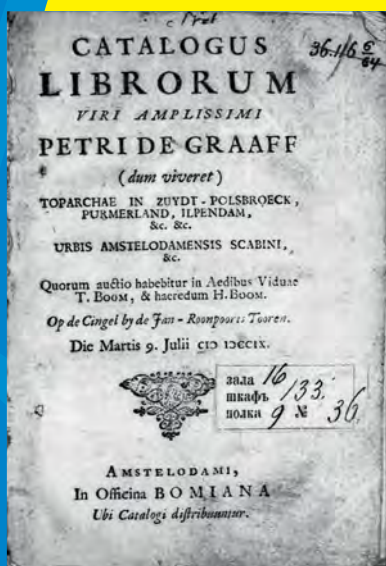 CATALOGUS
36.116 6/64
LIBRORUM
VIRI AMPLISSIMI
PETRI DE GRAAFF
(dum viveret)
TOPARCHAE IN ZUYDT-POLSBROECK,
PURMERLAND, ILPENDAM,
&c. &c.
URBIS AMSTELODAMENSIS SCABINI,
&c.
Quorum auctio habebitur in Aedibus Viduae
T. BOOM, & haeredum H. BOOM.
Op de Cingel by de Jan-Roonpoorts Tooren.
Die Martis 9. Julii CIↃ IↃCCIX.
зала 16
шкафъ 133.
полка 9 № 36.
AMSTELODAMI,
In Officina BOMIANA
Ubi Catalogi distribuuntur.